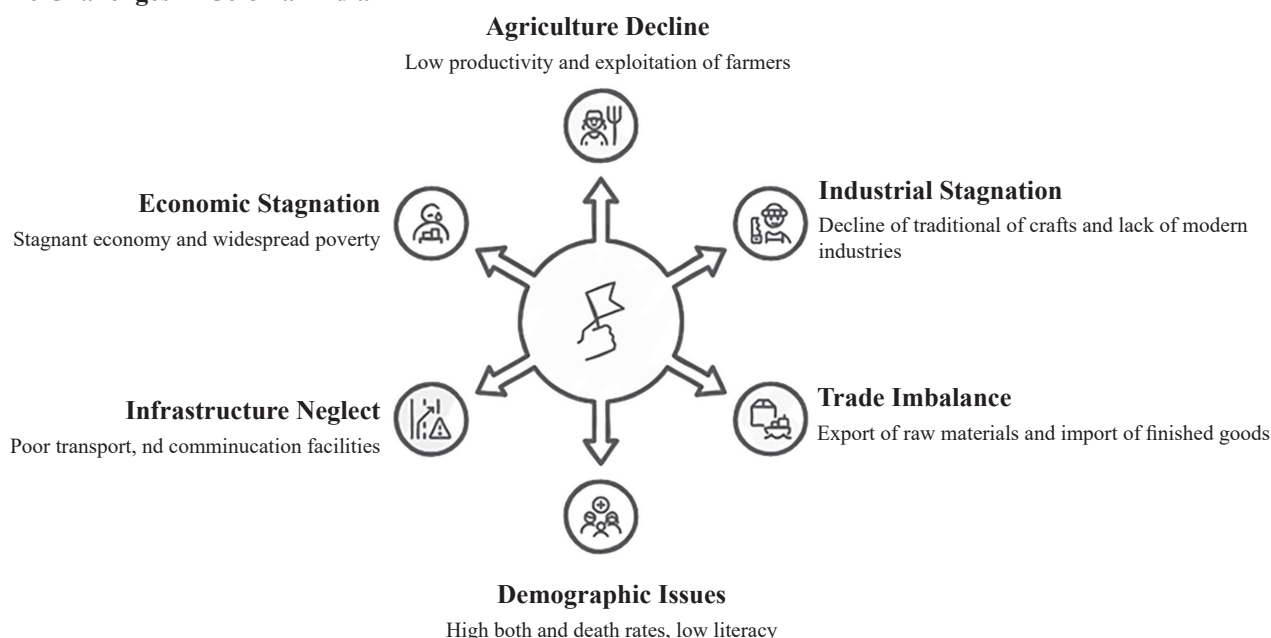 Agriculture Decline
Low productivity and exploitation of farmers
Economic Stagnation
Stagnant economy and widespread poverty
Industrial Stagnation
Decline of traditional of crafts and lack of modern
industries
Infrastructure Neglect
Poor transport, nd comminucation facilities
Trade Imbalance
Export of raw materials and import of finished goods
Demographic Issues
High both and death rates, low literacy